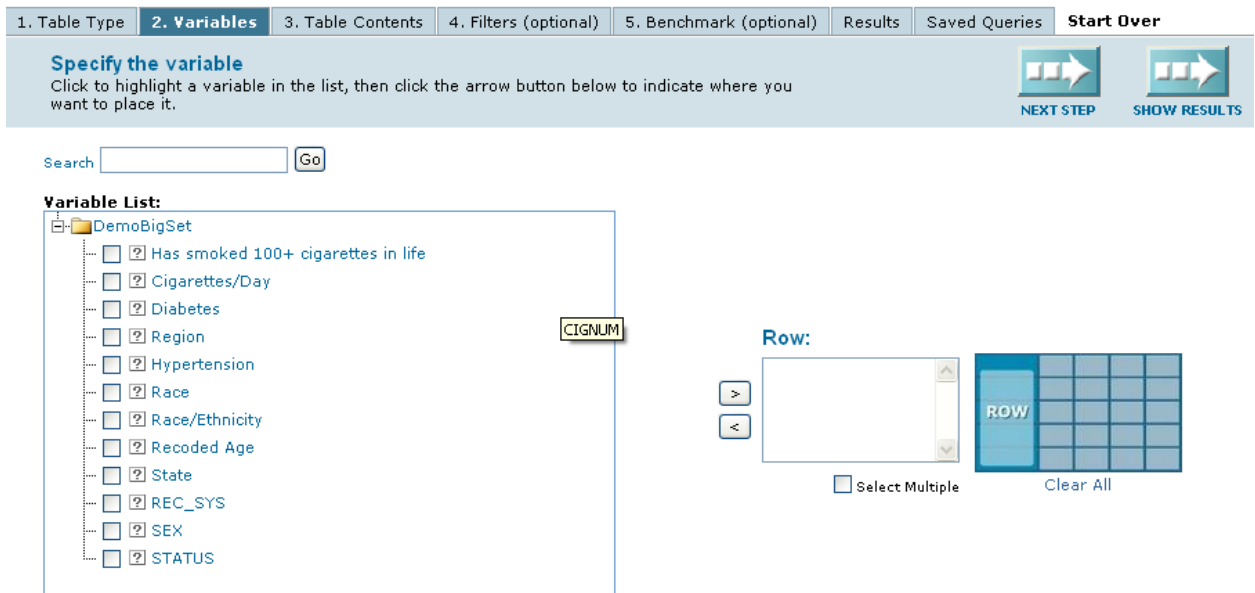 1. Table Type 2. Variables 3. Table Contents 4. Filters (optional) 5. Benchmark (optional) Results Saved Queries Start Over
Specify the variable
Click to highlight a variable in the list, then click the arrow button below to indicate where you
want to place it.
NEXT STEP SHOW RESULTS
Search Go
Variable List:
DemoBigSet
? Has smoked 100+ cigarettes in life
? Cigarettes/Day
? Diabetes
? Region
? Hypertension
? Race
? Race/Ethnicity
? Recoded Age
? State
? REC_SYS
? SEX
? STATUS
CIGNUM
Row:
>
<
ROW
Select Multiple
Clear All